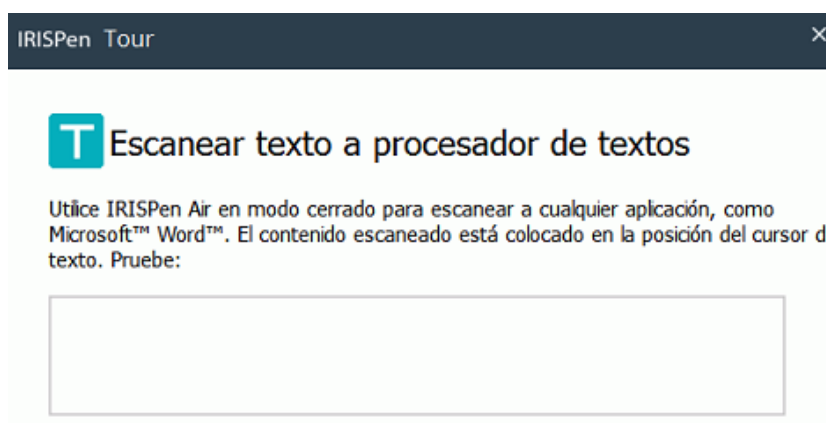 IRISPen Tour
T Escanear texto a procesador de textos
Utilice IRISPen Air en modo cerrado para escanear a cualquier aplicación, como
Microsoft™ Word™. El contenido escaneado está colocado en la posición del cursor d
texto. Pruebe: